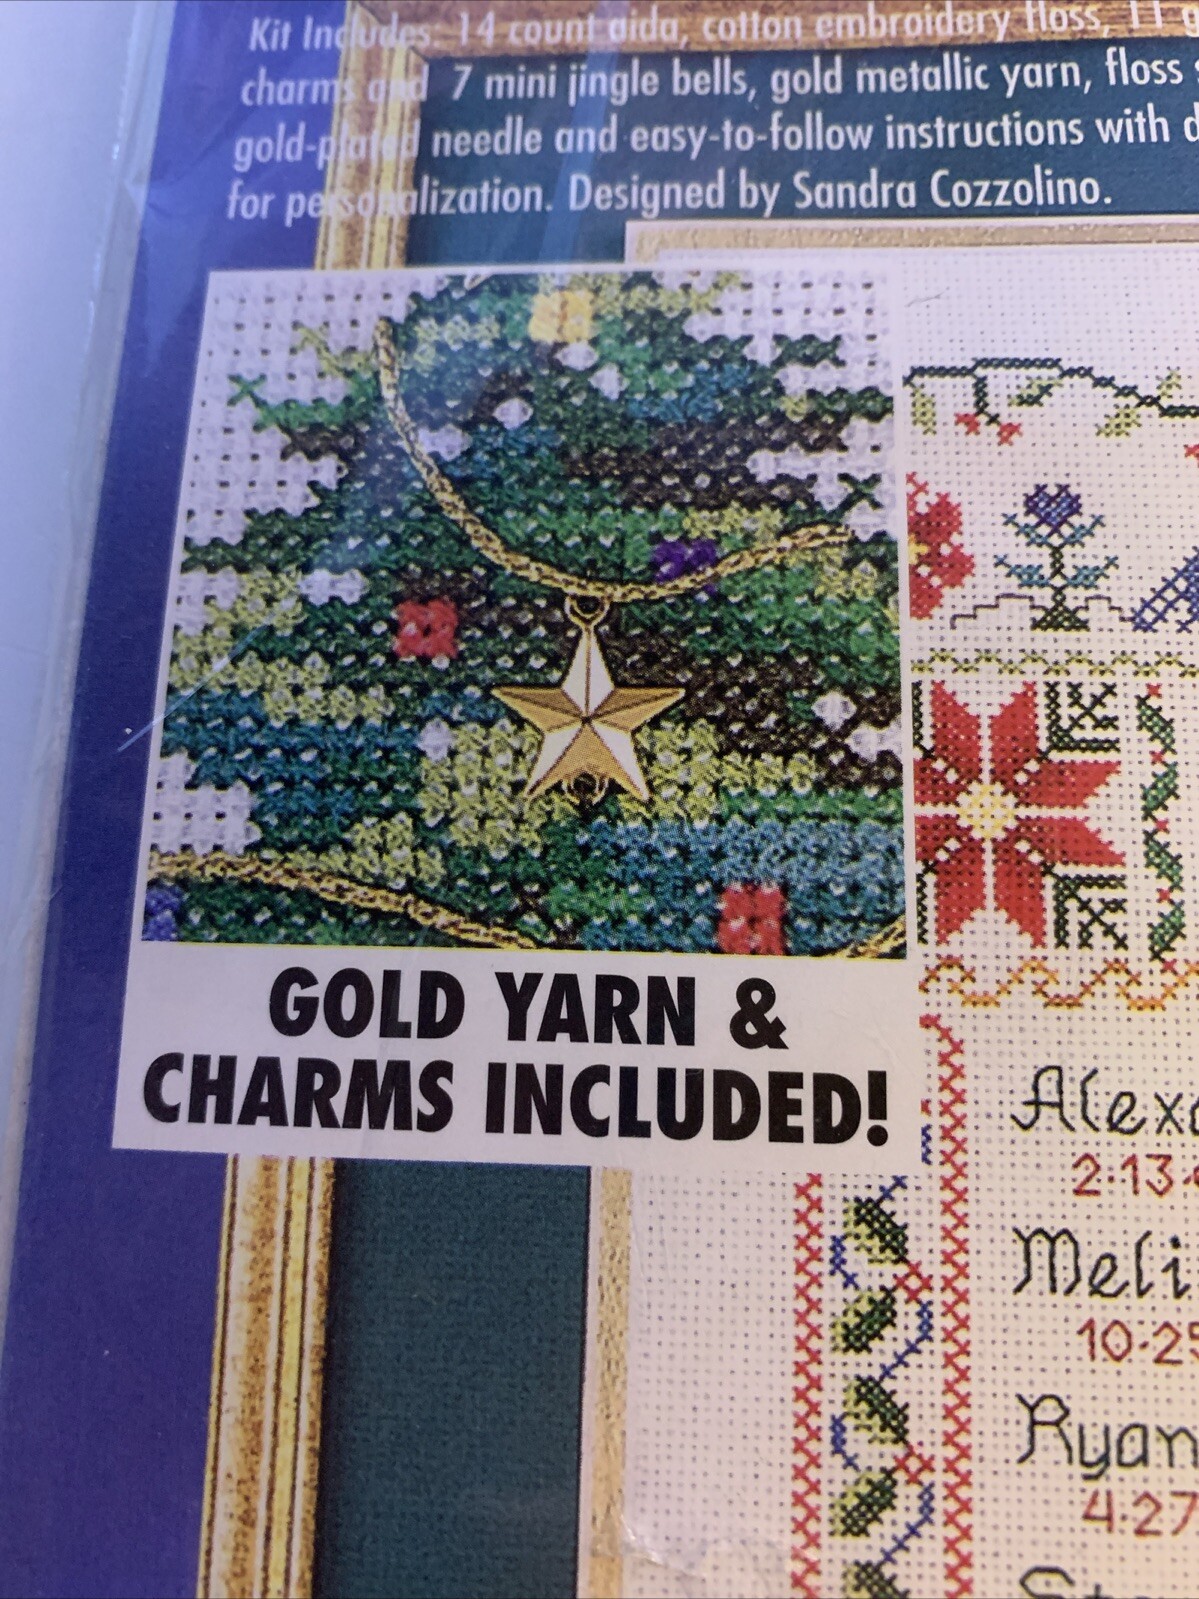 Kit Includes: 14 count aida, cotton embroidery floss, 11
charms and 7 mini jingle bells, gold metallic yarn, floss
gold-plated needle and easy-to-follow instructions with
for personalization. Designed by Sandra Cozzolino.
GOLD YARN &
CHARMS INCLUDED!
Alexa
2·13
Meli
10·25
Ryan
4·27